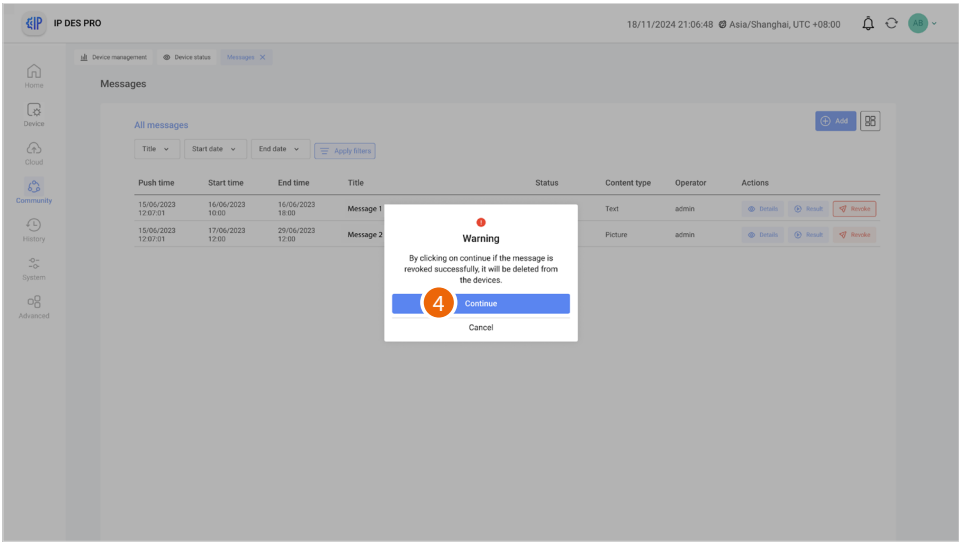 IP DES PRO
18/11/2024 21:06:48 Asia/Shanghai, UTC +08:00
AB
Device management Device status Messages
Messages
Home
Device
Cloud
Community
History
System
Advanced
All messages
Add
Title Start date End date Apply filters
Push time Start time End time Title Status Content type Operator Actions
15/06/2023 12:07:01 16/06/2023 10:00 16/06/2023 18:00 Message 1 Text admin Details Result Revoke
15/06/2023 12:07:01 17/06/2023 12:00 29/06/2023 12:00 Message 2 Picture admin Details Result Revoke
Warning
By clicking on continue if the message is
revoked successfully, it will be deleted from
the devices.
4 Continue
Cancel